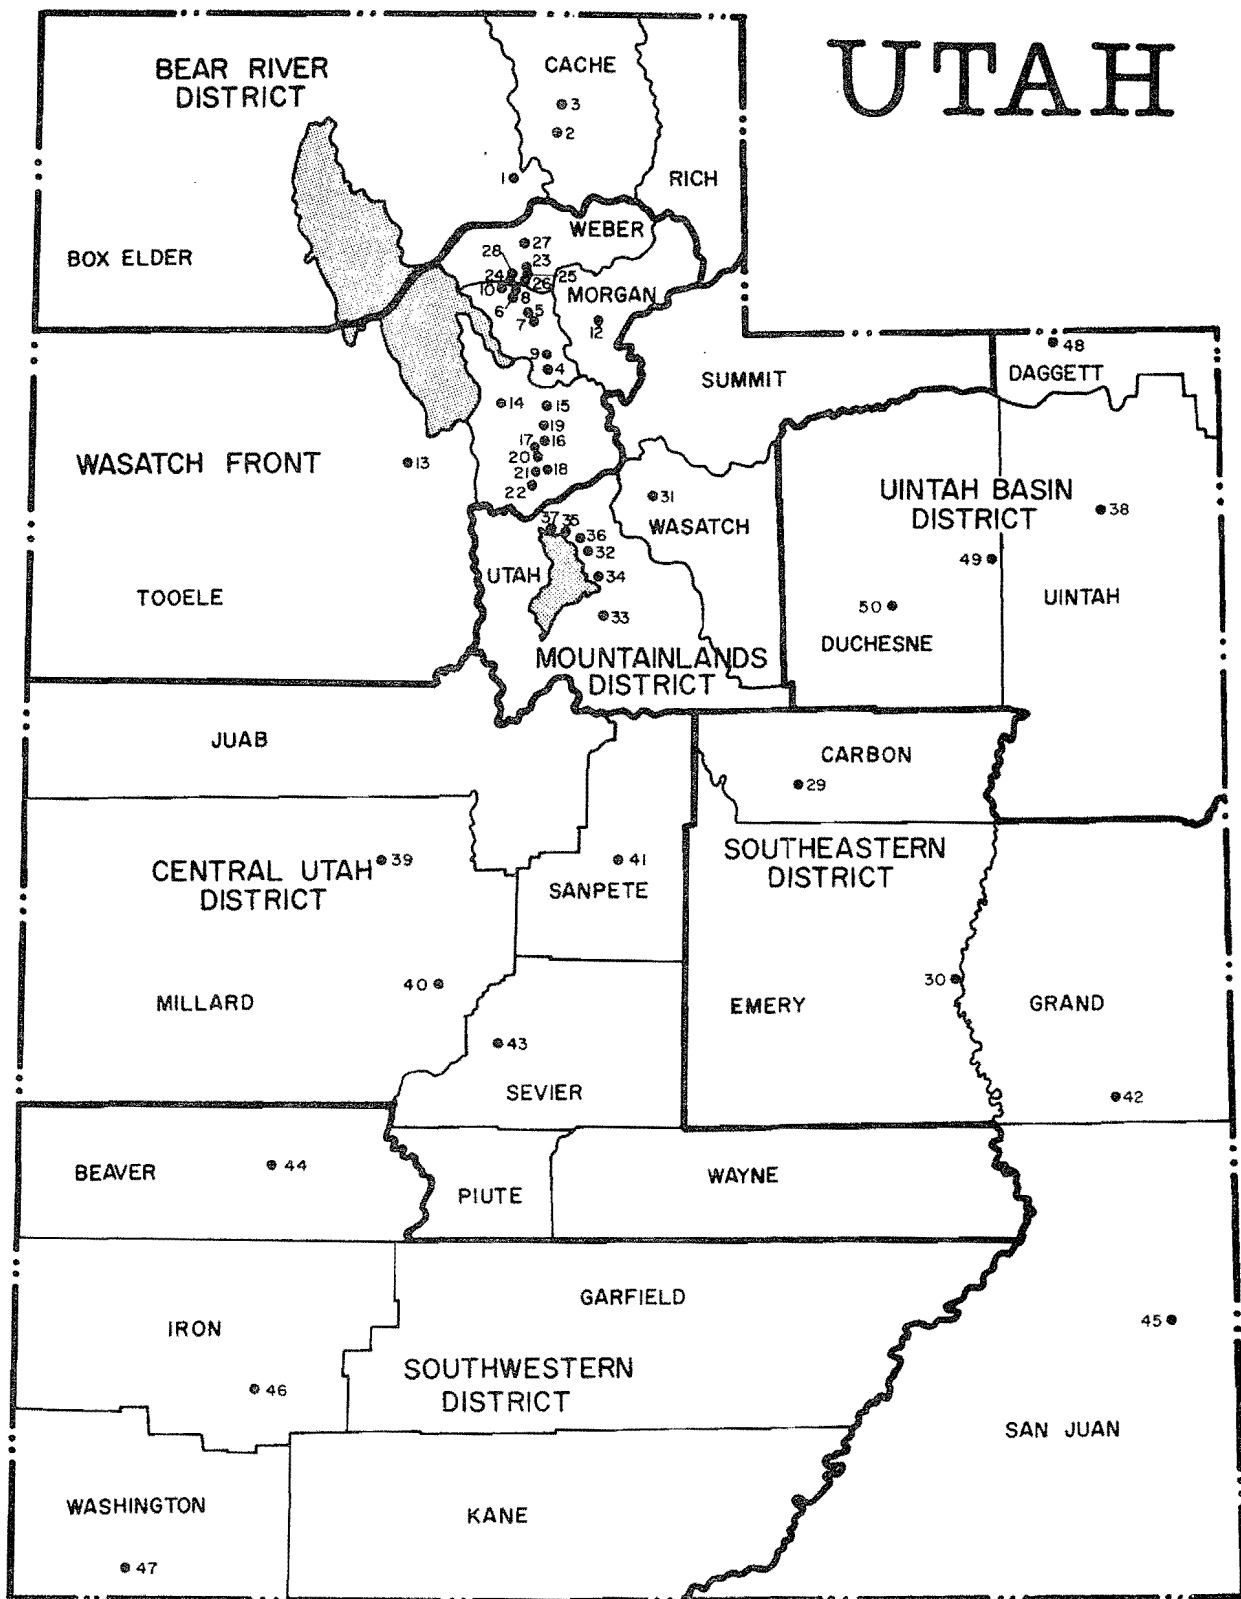 UTAH
BEAR RIVER
DISTRICT
CACHE
3
2
1
RICH
WEBER
BOX ELDER
27
28
23
24
25
26
10
MORGAN
8
6
5
7
12
9
4
48
DAGGETT
SUMMIT
14
15
19
16
17
20
18
21
22
WASATCH FRONT
13
31
WASATCH
UINTAH BASIN
DISTRICT
38
37
35
36
32
49
UTAH
34
TOOELE
33
50
UINTAH
DUCHESNE
MOUNTAINLANDS
DISTRICT
JUAB
CARBON
29
CENTRAL UTAH
DISTRICT
39
41
SANPETE
SOUTHEASTERN
DISTRICT
MILLARD
40
30
EMERY
GRAND
43
SEVIER
42
BEAVER
44
PIUTE
WAYNE
GARFIELD
IRON
45
46
SOUTHWESTERN
DISTRICT
SAN JUAN
WASHINGTON
KANE
47